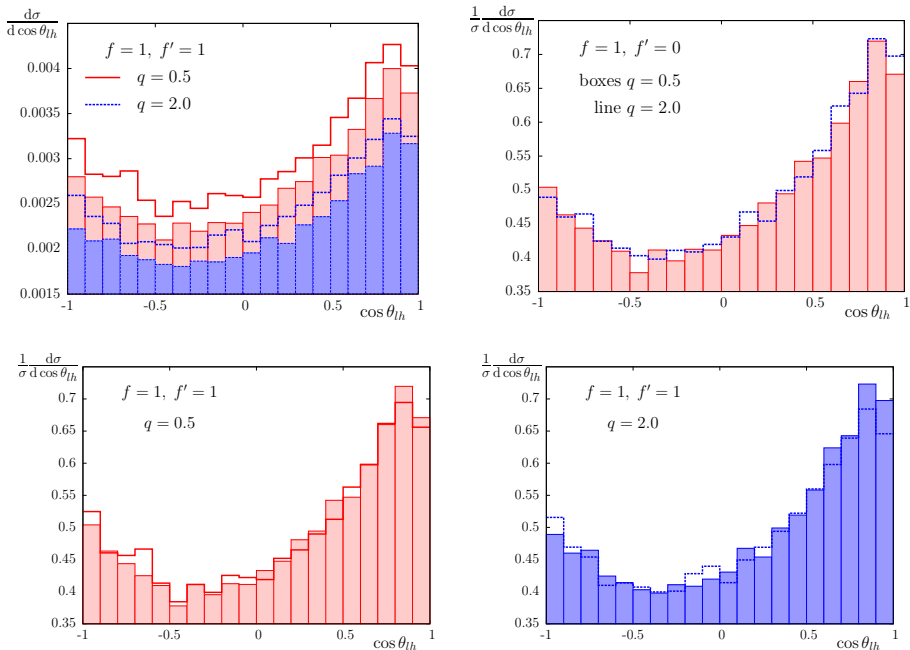 dσ/d cos θ_lh
f = 1, f′ = 1
q = 0.5
q = 2.0
0.004
0.0035
0.003
0.0025
0.002
0.0015
-1 -0.5 0 0.5 1
cos θ_lh
1/σ dσ/d cos θ_lh
f = 1, f′ = 0
boxes q = 0.5
line q = 2.0
0.7
0.65
0.6
0.55
0.5
0.45
0.4
0.35
-1 -0.5 0 0.5 1
cos θ_lh
1/σ dσ/d cos θ_lh
f = 1, f′ = 1
q = 0.5
0.7
0.65
0.6
0.55
0.5
0.45
0.4
0.35
-1 -0.5 0 0.5 1
cos θ_lh
1/σ dσ/d cos θ_lh
f = 1, f′ = 1
q = 2.0
0.7
0.65
0.6
0.55
0.5
0.45
0.4
0.35
-1 -0.5 0 0.5 1
cos θ_lh